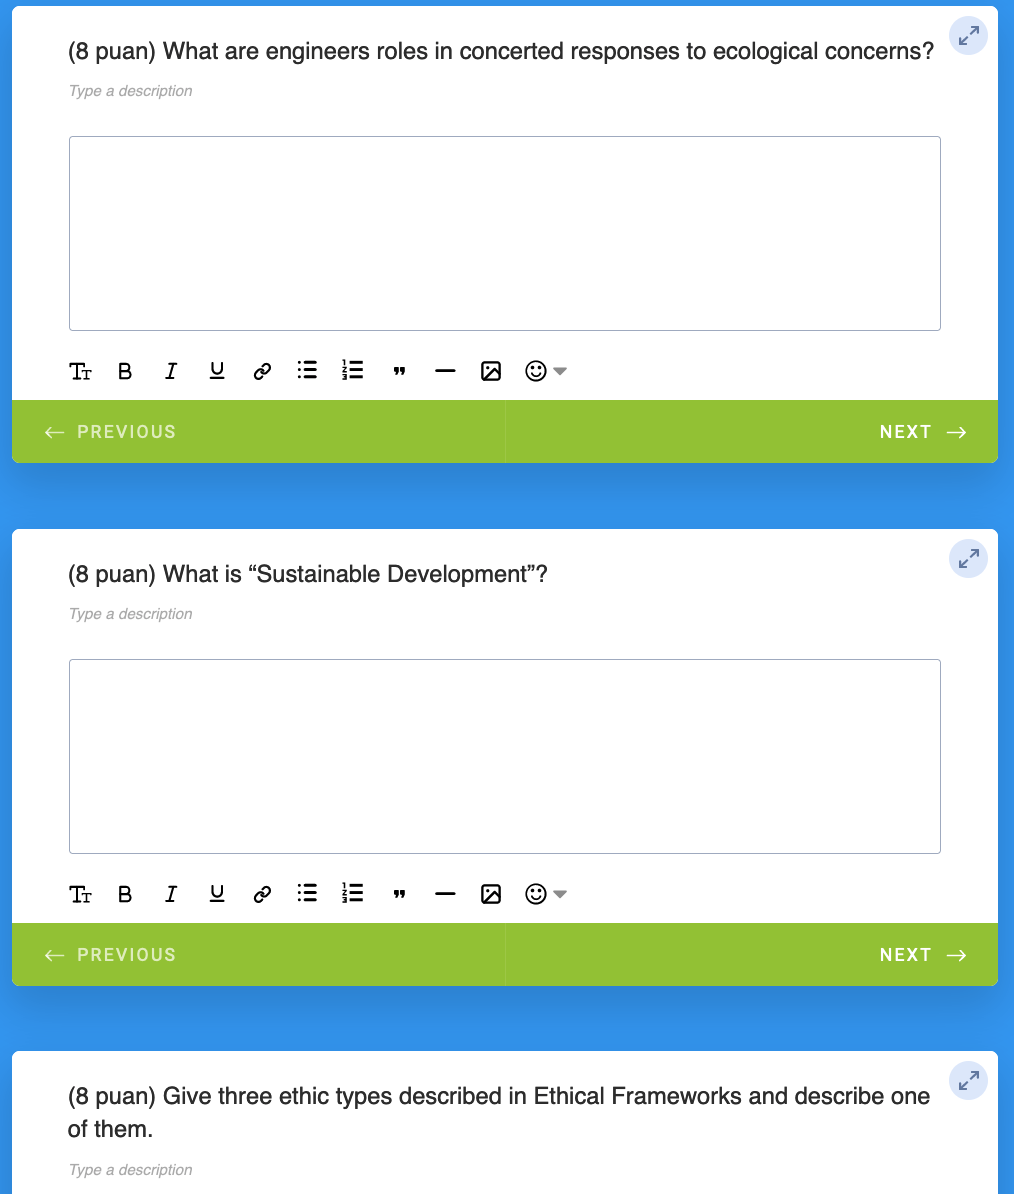 (8 puan) What are engineers roles in concerted responses to ecological concerns?
Type a description
PREVIOUS
NEXT
(8 puan) What is “Sustainable Development”?
Type a description
PREVIOUS
NEXT
(8 puan) Give three ethic types described in Ethical Frameworks and describe one
of them.
Type a description